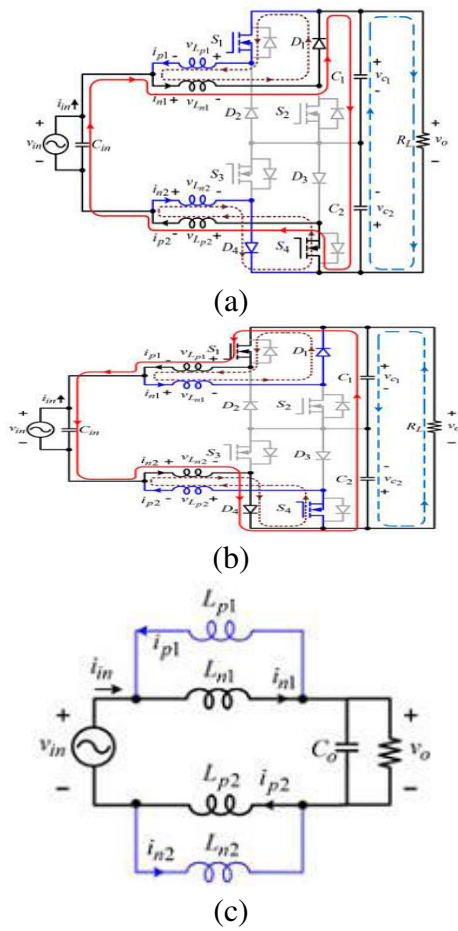 S1
ip1 - vLp1 +
D1
iin
in1 + vLn1 -
C1
vc1
+
vin
-
Cin
D2
S2
RL
vo
S3
D3
in2 + vLn2 -
C2
vc2
ip2 - vLp2 +
D4
S4
(a)
S1
ip1 - vLp1 +
D1
iin
in1 + vLn1 -
C1
vc1
+
vin
-
Cin
D2
S2
RL
S3
D3
in2 + vLn2 -
C2
vc2
ip2 - vLp2 +
D4
S4
(b)
Lp1
ip1
iin
Ln1
in1
+
vin
-
Lp2
ip2
Co
+
vo
-
in2
Ln2
(c)